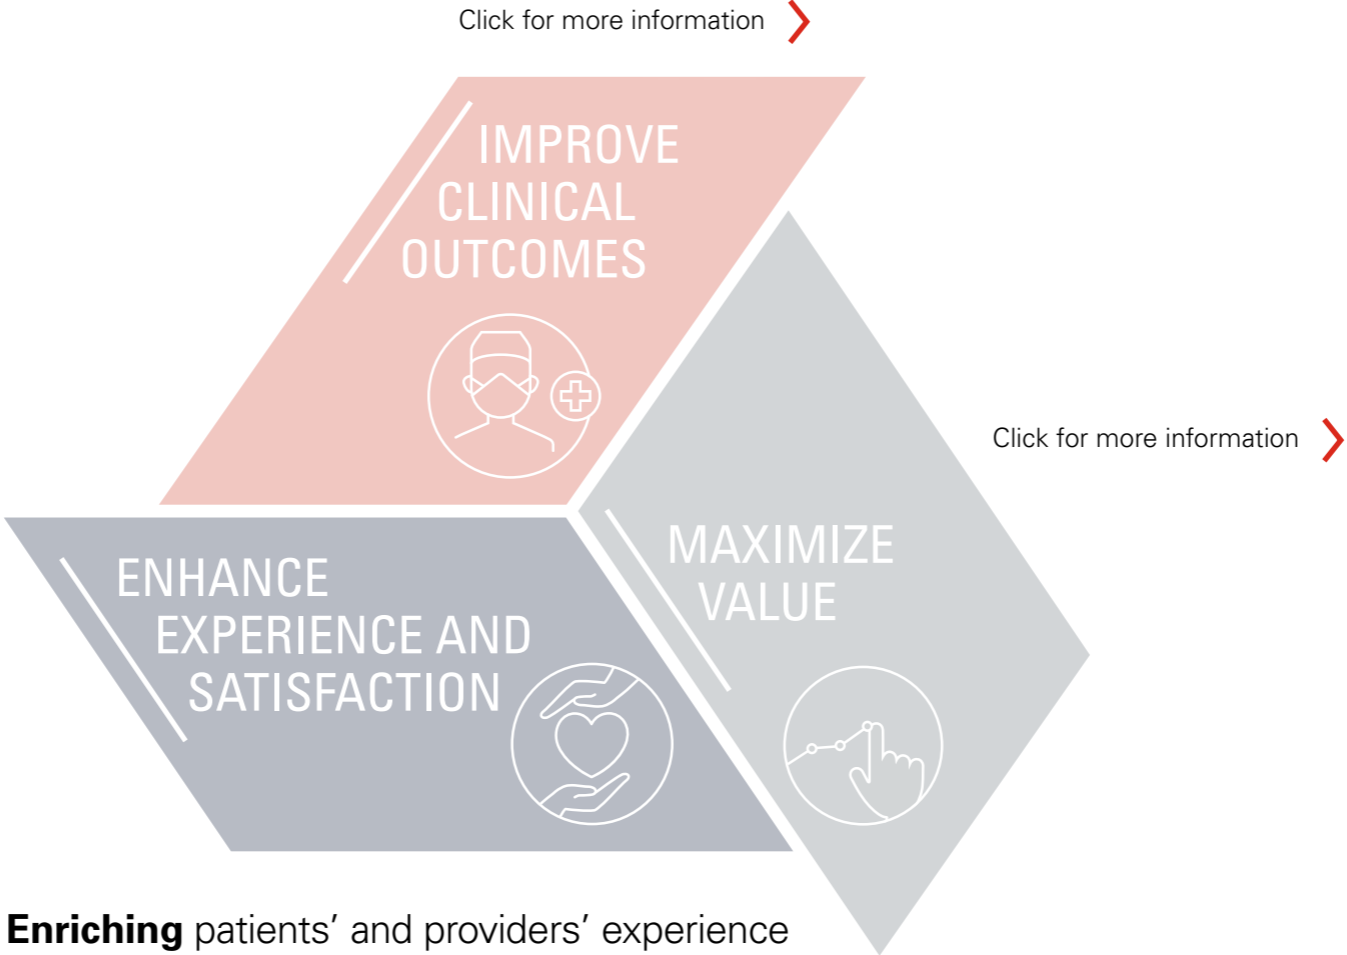 Click for more information
IMPROVE
CLINICAL
OUTCOMES
Click for more information
MAXIMIZE
VALUE
ENHANCE
EXPERIENCE AND
SATISFACTION
Enriching patients’ and providers’ experience